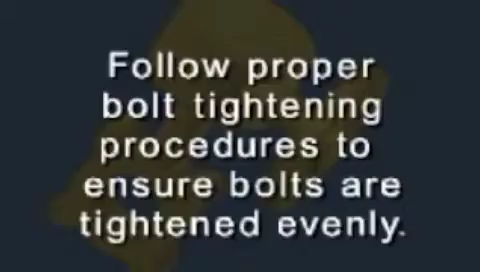 Follow proper
bolt tightening
procedures to
ensure bolts are
tightened evenly.